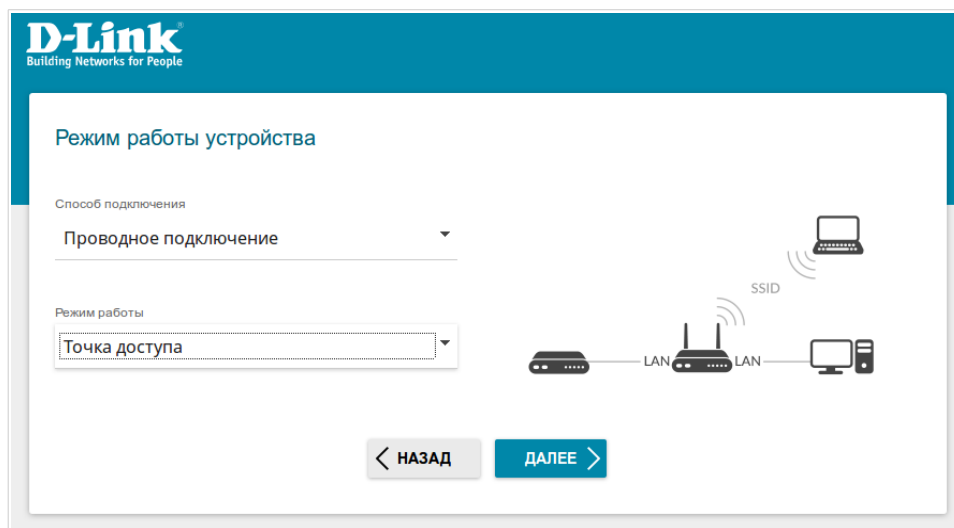 D-Link®
Building Networks for People
Режим работы устройства
Способ подключения
Проводное подключение
Режим работы
Точка доступа
SSID
LAN
LAN
НАЗАД
ДАЛЕЕ